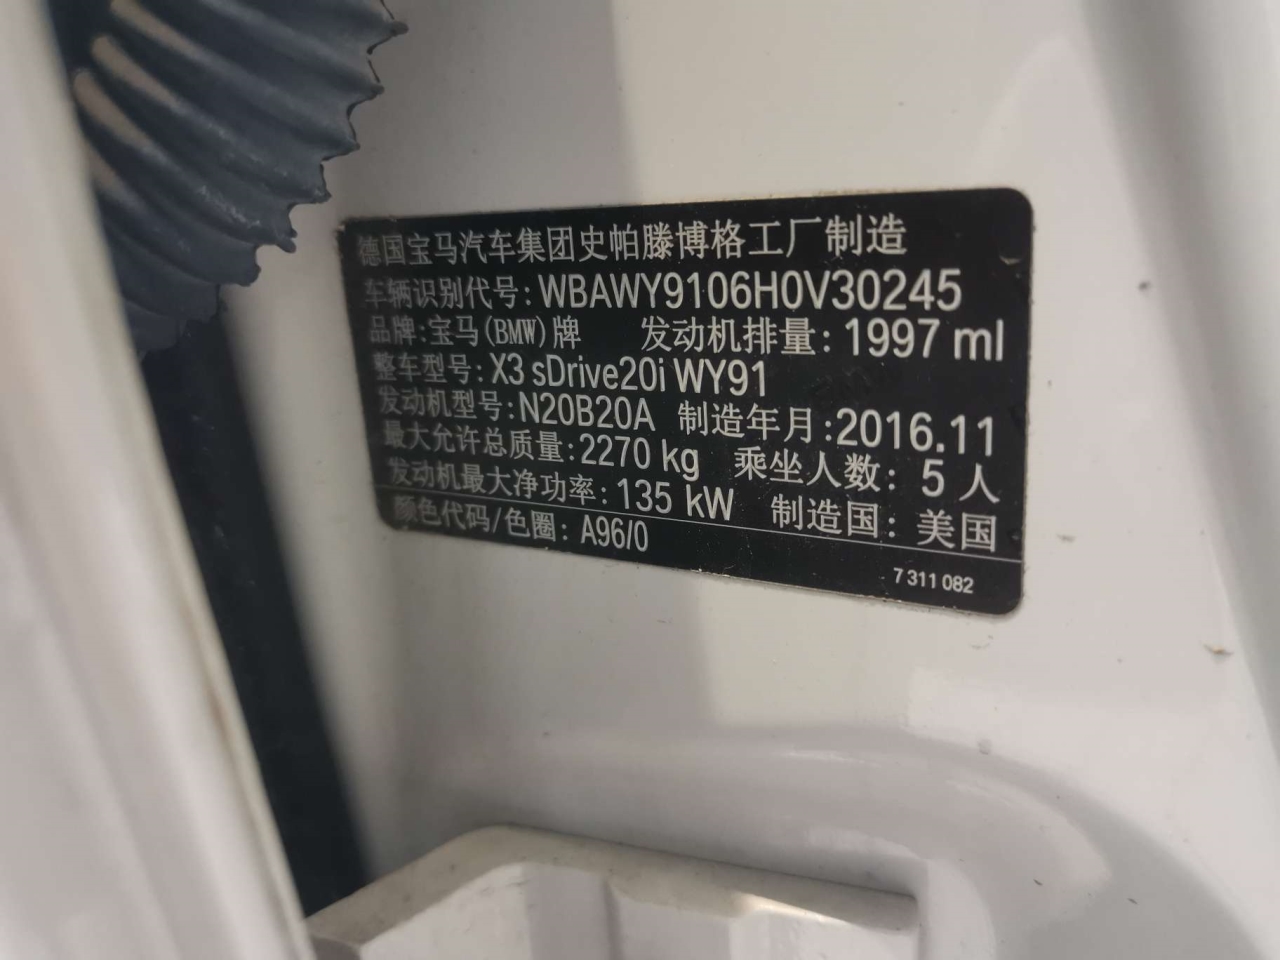 德国宝马汽车集团史帕滕博格工厂制造
车辆识别代号: WBAWY9106H0V30245
品牌:宝马(BMW)牌 发动机排量: 1997 ml
整车型号: X3 sDrive20i WY91
发动机型号: N20B20A 制造年月:2016.11
最大允许总质量: 2270 kg 乘坐人数: 5 人
发动机最大净功率: 135 kW 制造国: 美国
颜色代码/色圈: A96/0
7 311 082